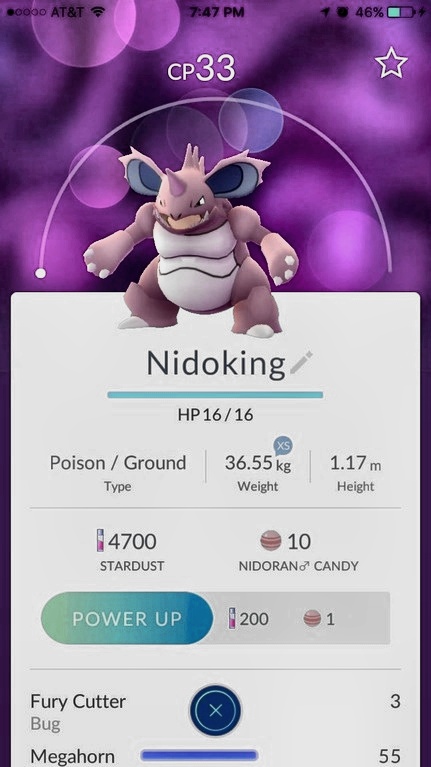 AT&T 7:47 PM 46%
CP33
Nidoking
HP 16 / 16
XS
Poison / Ground 36.55 kg 1.17 m
Type Weight Height
4700 10
STARDUST NIDORAN♂ CANDY
POWER UP 200 1
Fury Cutter 3
Bug
Megahorn 55